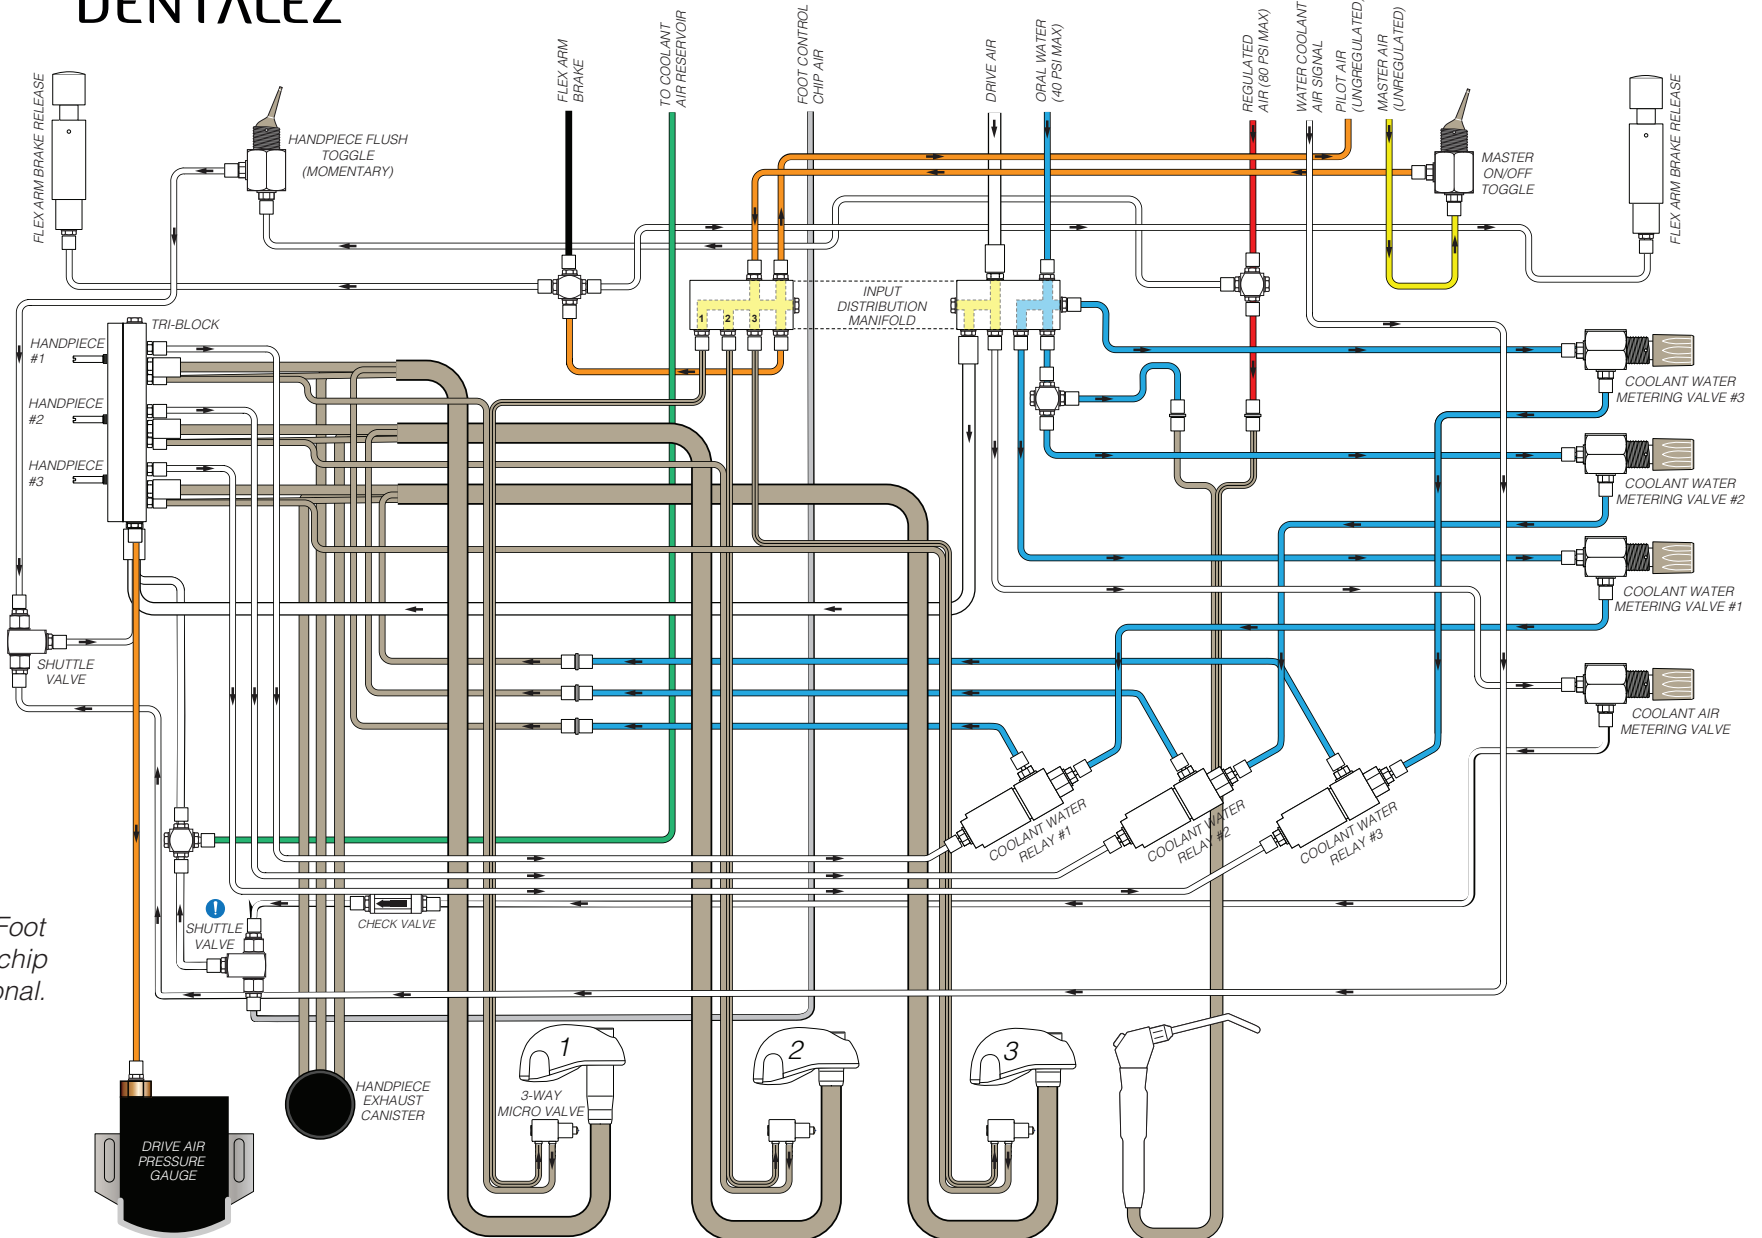 DENTALEZ
FLEX ARM BRAKE RELEASE
HANDPIECE FLUSH
TOGGLE
(MOMENTARY)
FLEX ARM
BRAKE
TO COOLANT
AIR RESERVOIR
FOOT CONTROL
CHIP AIR
DRIVE AIR
ORAL WATER
(40 PSI MAX)
REGULATED
AIR (80 PSI MAX)
WATER COOLANT
AIR SIGNAL
PILOT AIR
(UNGREGULATED)
MASTER AIR
(UNREGULATED)
MASTER
ON/OFF
TOGGLE
FLEX ARM BRAKE RELEASE
TRI-BLOCK
HANDPIECE
#1
HANDPIECE
#2
HANDPIECE
#3
1
2
3
INPUT
DISTRIBUTION
MANIFOLD
COOLANT WATER
METERING VALVE #3
COOLANT WATER
METERING VALVE #2
COOLANT WATER
METERING VALVE #1
COOLANT AIR
METERING VALVE
SHUTTLE
VALVE
COOLANT WATER
RELAY #1
COOLANT WATER
RELAY #2
COOLANT WATER
RELAY #3
!
SHUTTLE
VALVE
CHECK VALVE
Foot
chip
onal.
1
2
3
3-WAY
MICRO VALVE
HANDPIECE
EXHAUST
CANISTER
DRIVE AIR
PRESSURE
GAUGE